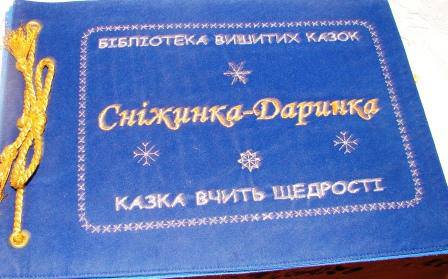 БІБЛІОТЕКА ВИШИТИХ КАЗОК
Сніжинка-Даринка
КАЗКА ВЧИТЬ ЩЕДРОСТІ